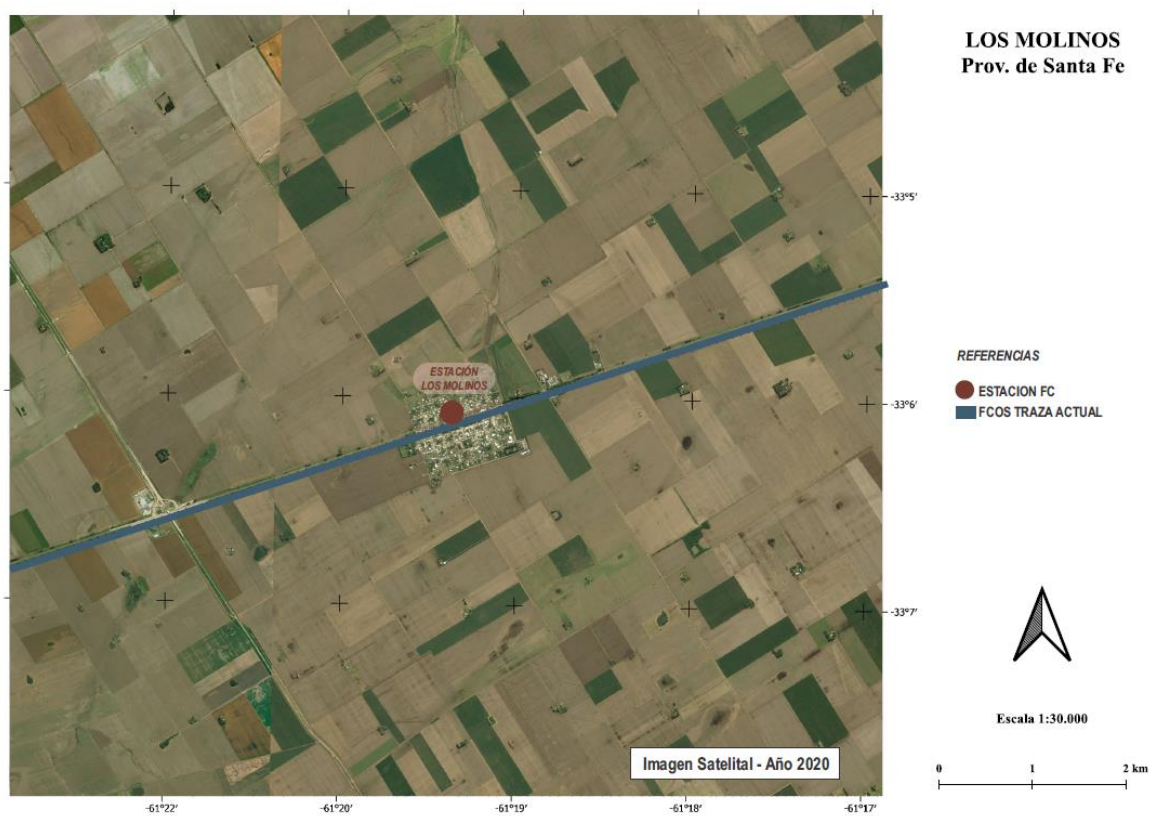 LOS MOLINOS
Prov. de Santa Fe
-33°5'
ESTACIÓN
LOS MOLINOS
-33°6'
REFERENCIAS
ESTACION FC
FCOS TRAZA ACTUAL
-33°7'
Escala 1:30.000
Imagen Satelital - Año 2020
0 1 2 km
-61°22' -61°20' -61°19' -61°18' -61°17'